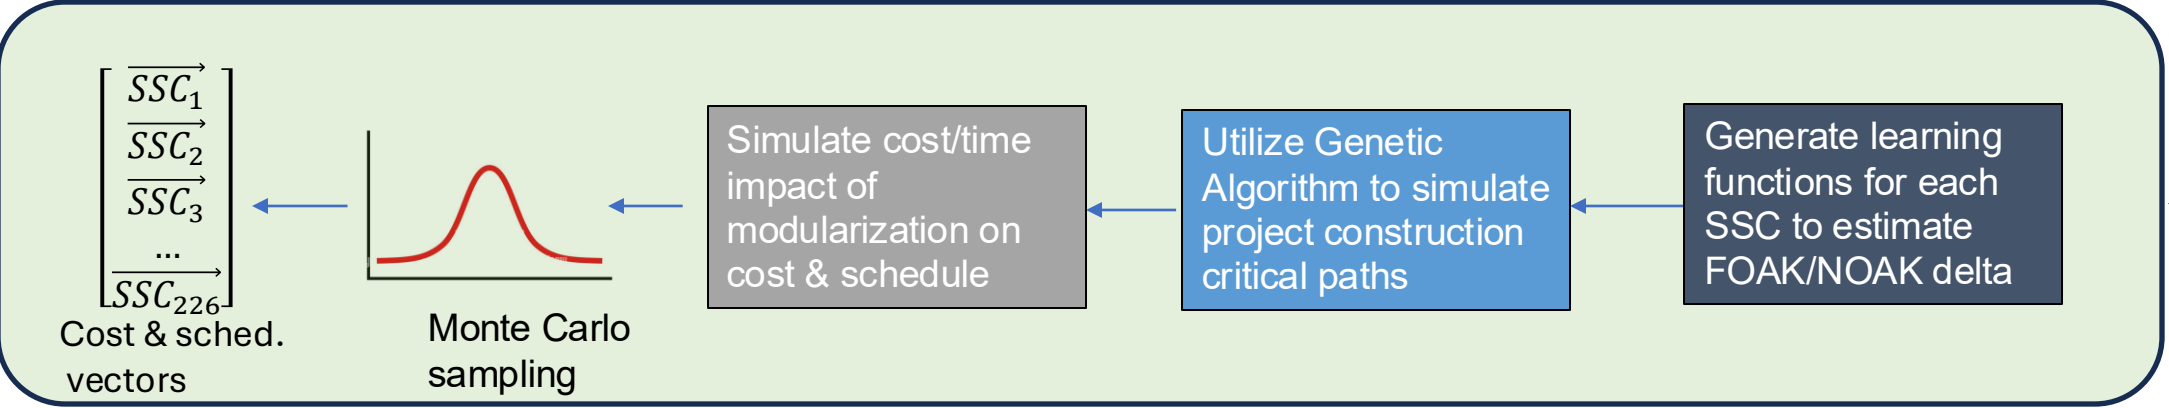 SSC₁
SSC₂
SSC₃
...
SSC₂₂₆
Cost & sched.
vectors
Monte Carlo
sampling
Simulate cost/time
impact of
modularization on
cost & schedule
Utilize Genetic
Algorithm to simulate
project construction
critical paths
Generate learning
functions for each
SSC to estimate
FOAK/NOAK delta